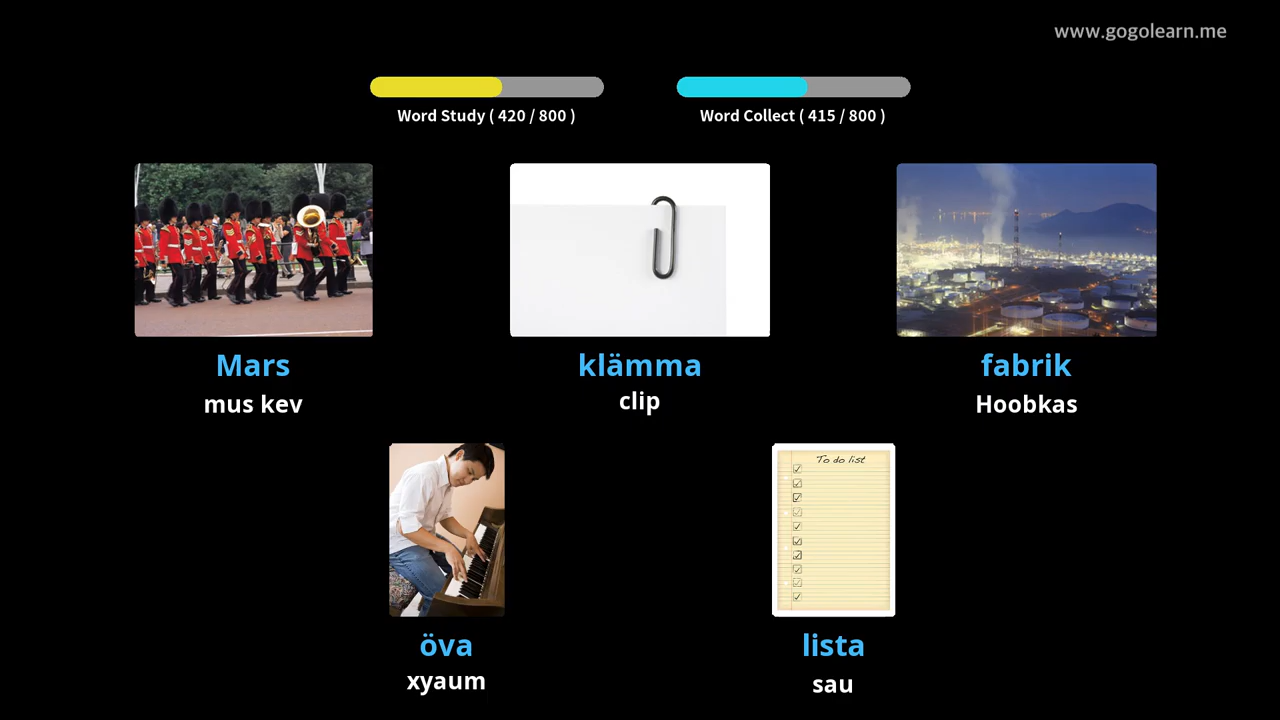 www.gogolearn.me
Word Study ( 420 / 800 )
Word Collect ( 415 / 800 )
Mars
mus kev
klämma
clip
fabrik
Hoobkas
To do list
öva
xyaum
lista
sau